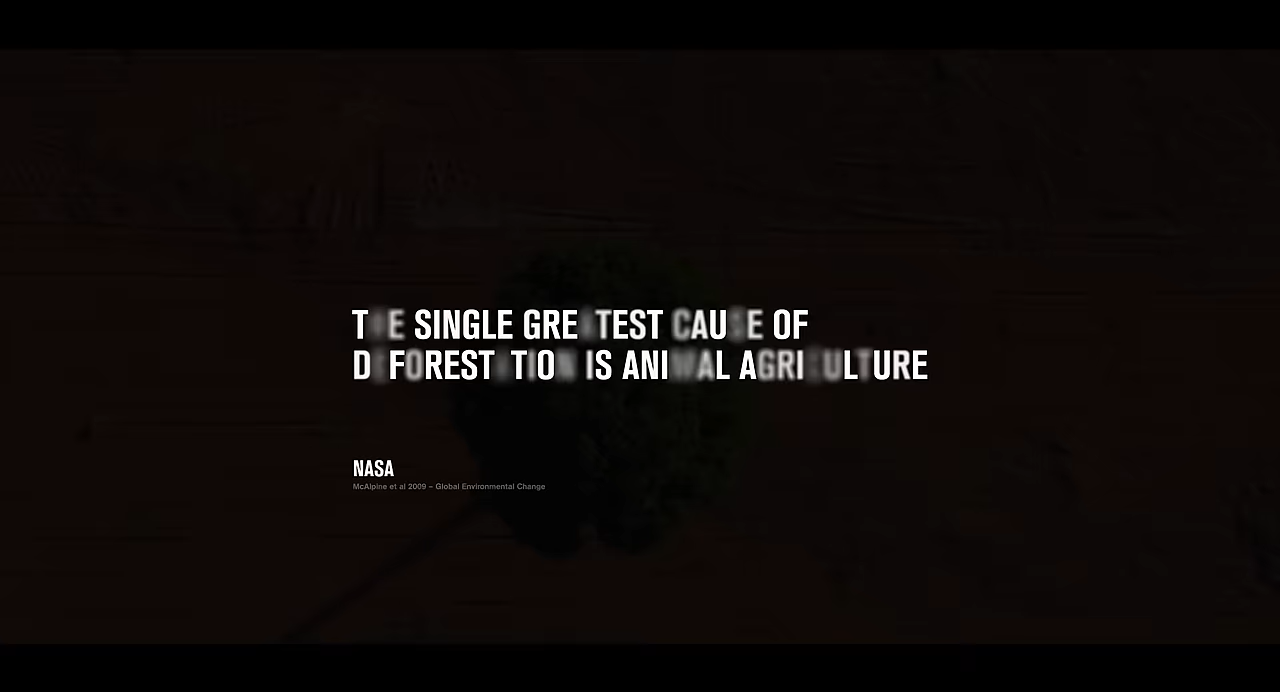 THE SINGLE GREATEST CAUSE OF
DEFORESTATION IS ANIMAL AGRICULTURE
NASA
McAlpine et al 2009 – Global Environmental Change